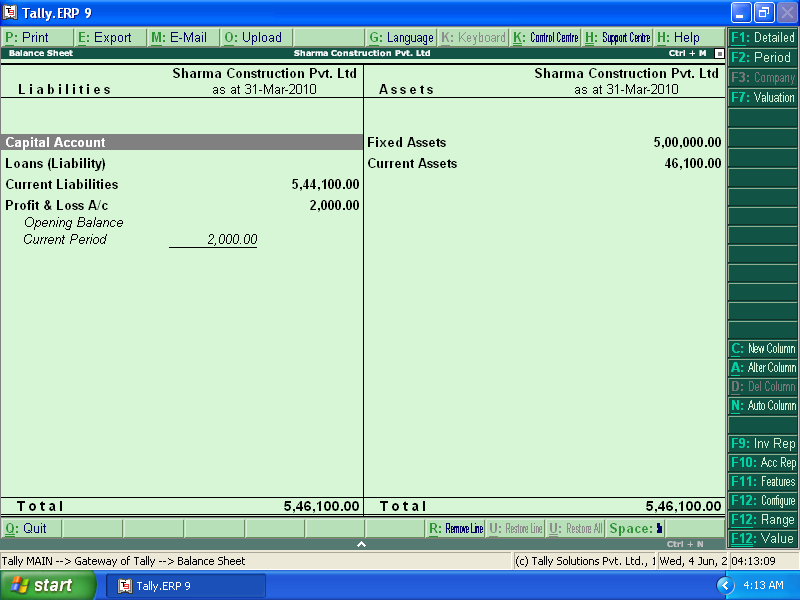 Tally.ERP 9
P: Print E: Export M: E-Mail O: Upload G: Language K: Keyboard K: Control Centre H: Support Centre H: Help F1: Detailed
Balance Sheet Sharma Construction Pvt. Ltd Ctrl + M
F2: Period
F3: Company
F7: Valuation
Sharma Construction Pvt. Ltd Sharma Construction Pvt. Ltd
Liabilities as at 31-Mar-2010 Assets as at 31-Mar-2010
Capital Account Fixed Assets 5,00,000.00
Loans (Liability) Current Assets 46,100.00
Current Liabilities 5,44,100.00
Profit & Loss A/c 2,000.00
Opening Balance
Current Period 2,000.00
C: New Column
A: Alter Column
D: Del Column
N: Auto Column
F9: Inv Rep
F10: Acc Rep
F11: Features
F12: Configure
F12: Range
F12: Value
Total 5,46,100.00 Total 5,46,100.00
Q: Quit R: Remove Line U: Restore Line U: Restore All Space:
Ctrl + N
Tally MAIN --> Gateway of Tally --> Balance Sheet (c) Tally Solutions Pvt. Ltd., 1 Wed, 4 Jun, 2 04:13:09
start Tally.ERP 9 4:13 AM